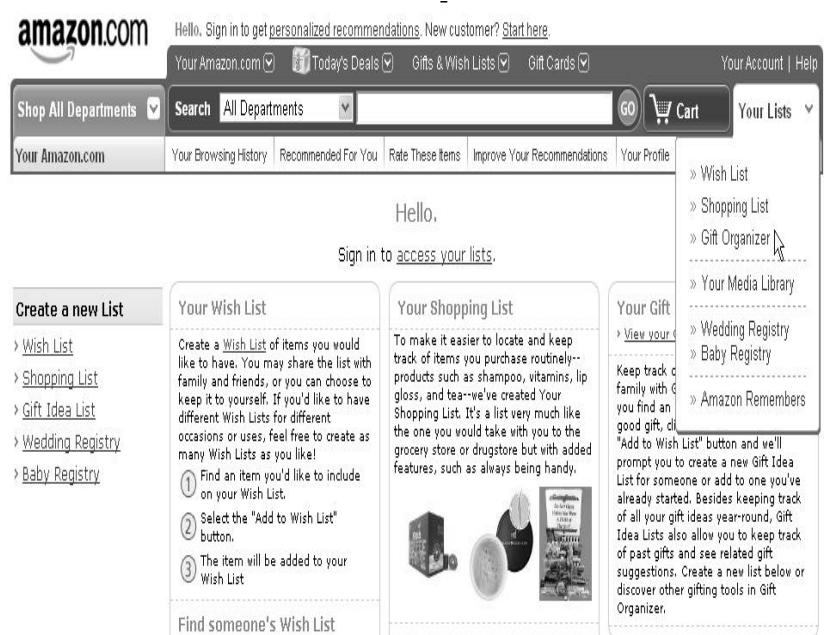 amazon.com
Hello. Sign in to get personalized recommendations. New customer? Start here.
Your Amazon.com Today's Deals Gifts & Wish Lists Gift Cards Your Account | Help
Shop All Departments Search All Departments GO Cart Your Lists
Your Amazon.com Your Browsing History Recommended For You Rate These Items Improve Your Recommendations Your Profile
» Wish List
» Shopping List
» Gift Organizer
» Your Media Library
» Wedding Registry
» Baby Registry
» Amazon Remembers
Hello.
Sign in to access your lists.
Create a new List
› Wish List
› Shopping List
› Gift Idea List
› Wedding Registry
› Baby Registry
Your Wish List
Create a Wish List of items you would
like to have. You may share the list with
family and friends, or you can choose to
keep it to yourself. If you'd like to have
different Wish Lists for different
occasions or uses, feel free to create as
many Wish Lists as you like!
1 Find an item you'd like to include
on your Wish List.
2 Select the "Add to Wish List"
button.
3 The item will be added to your
Wish List
Find someone's Wish List
Your Shopping List
To make it easier to locate and keep
track of items you purchase routinely--
products such as shampoo, vitamins, lip
gloss, and tea--we've created Your
Shopping List. It's a list very much like
the one you would take with you to the
grocery store or drugstore but with added
features, such as always being handy.
Your Gift
› View your
Keep track
family with
you find an
good gift,
"Add to Wish List" button and we'll
prompt you to create a new Gift Idea
List for someone or add to one you've
already started. Besides keeping track
of all your gift ideas year-round, Gift
Idea Lists also allow you to keep track
of past gifts and see related gift
suggestions. Create a new list below or
discover other gifting tools in Gift
Organizer.